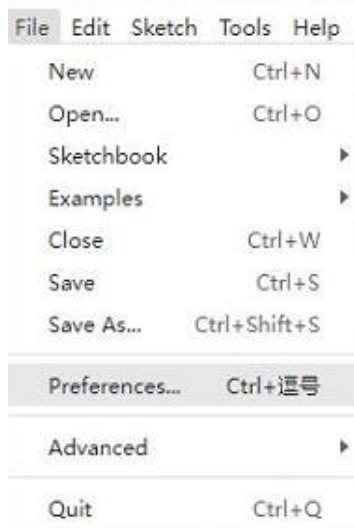 File Edit Sketch Tools Help
New Ctrl+N
Open... Ctrl+O
Sketchbook
Examples
Close Ctrl+W
Save Ctrl+S
Save As... Ctrl+Shift+S
Preferences... Ctrl+逗号
Advanced
Quit Ctrl+Q